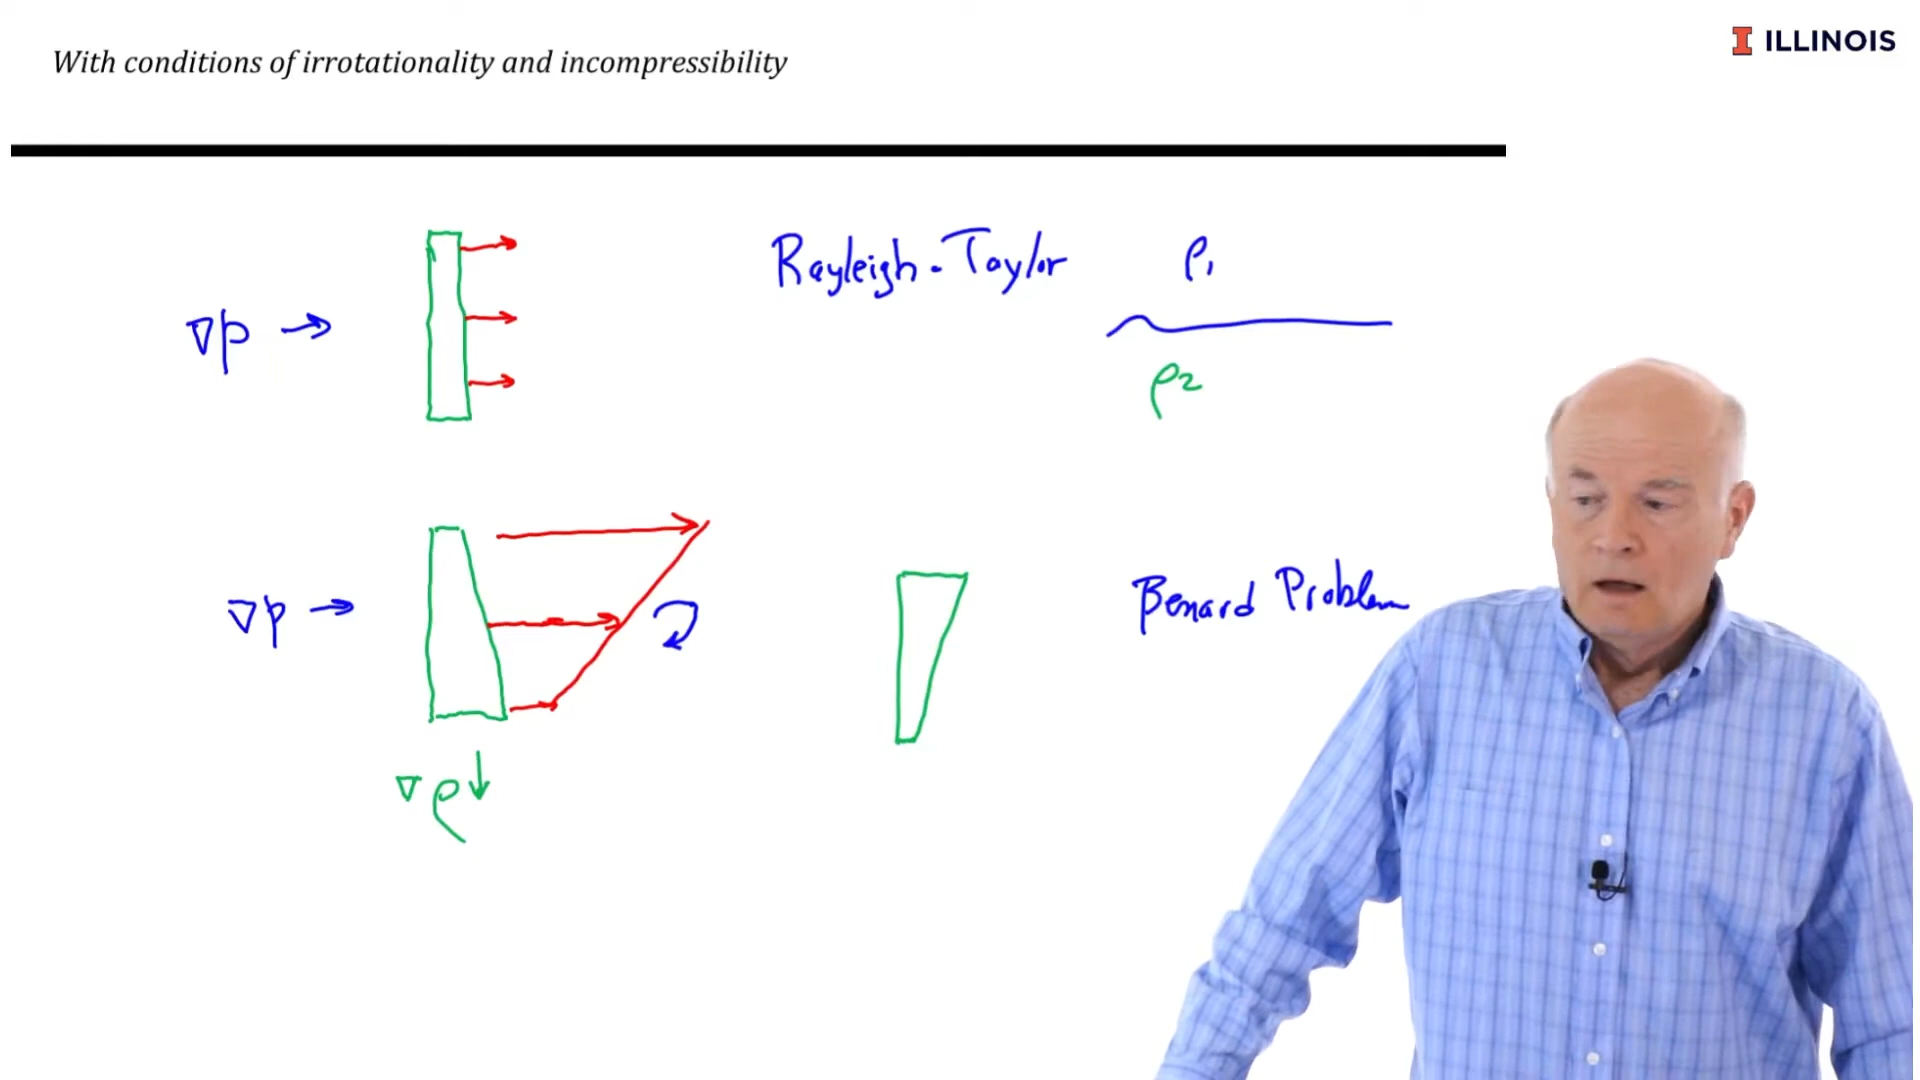 With conditions of irrotationality and incompressibility
I ILLINOIS
∇p →
Rayleigh-Taylor
ρ1
ρ2
∇p →
∇ρ↓
Benard Problem